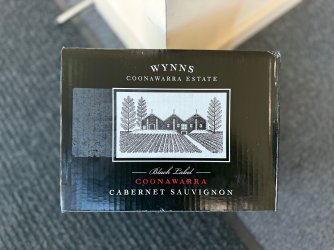 WYNNS
COONAWARRA ESTATE
Black Label
COONAWARRA
CABERNET SAUVIGNON